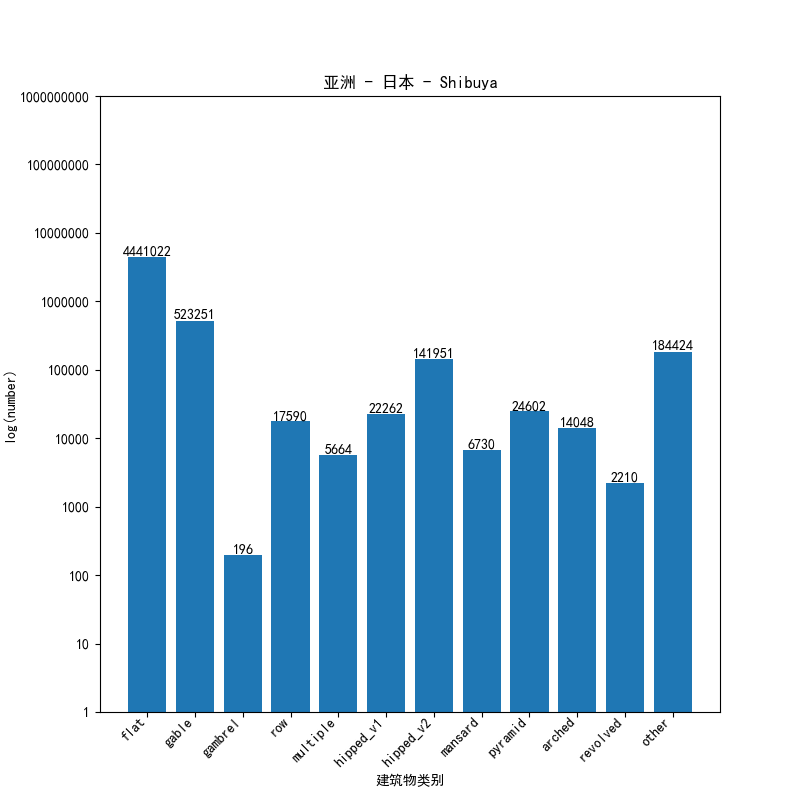 亚洲 - 日本 - Shibuya
1000000000
100000000
10000000
1000000
100000
10000
1000
100
10
1
log(number)
4441022
523251
196
17590
5664
22262
141951
6730
24602
14048
2210
184424
flat
gable
gambrel
row
multiple
hipped_v1
hipped_v2
mansard
pyramid
arched
revolved
other
建筑物类别